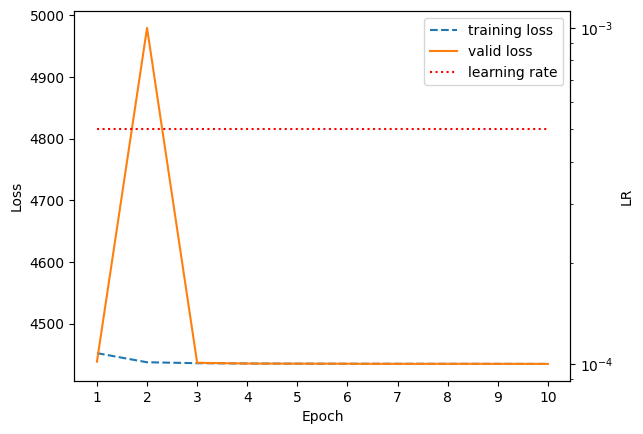 5000
4900
4800
4700
4600
4500
Loss
1 2 3 4 5 6 7 8 9 10
Epoch
10⁻³
10⁻⁴
LR
training loss
valid loss
learning rate